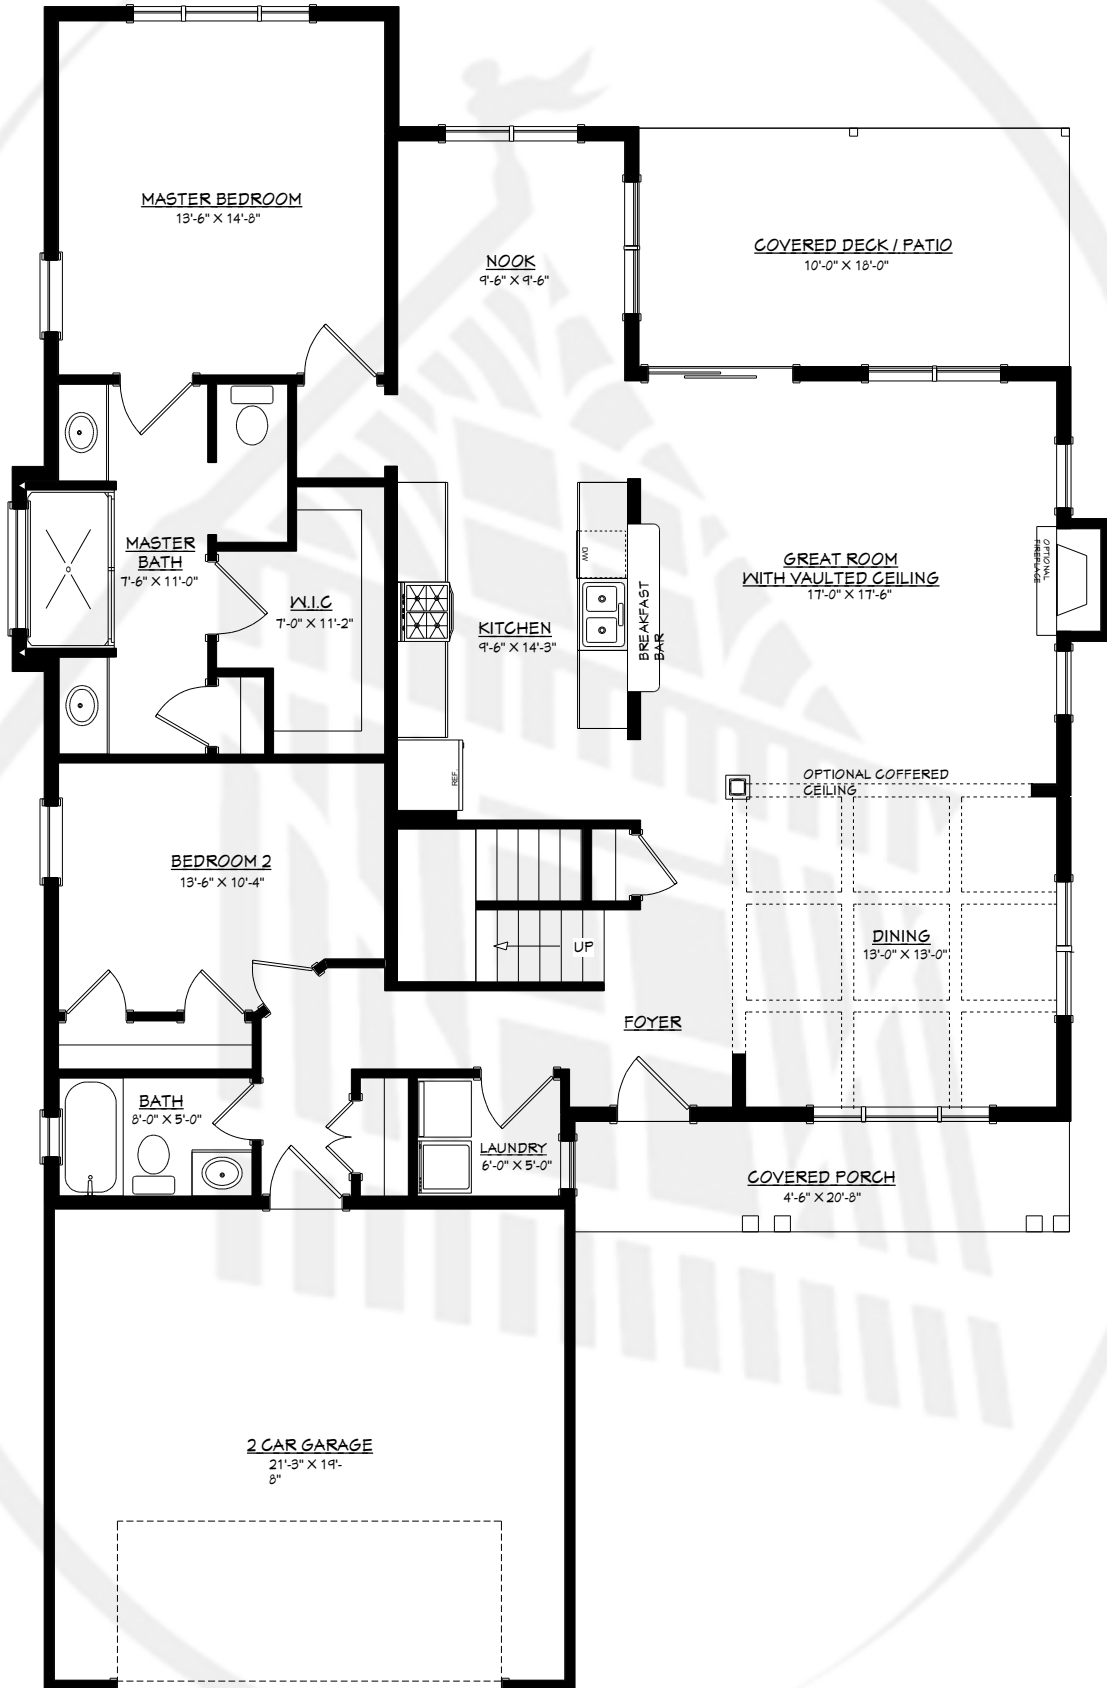 MASTER BEDROOM
13'-6" X 14'-8"
NOOK
9'-6" X 9'-6"
COVERED DECK / PATIO
10'-0" X 18'-0"
MASTER
BATH
7'-6" X 11'-0"
W.I.C
7'-0" X 11'-2"
KITCHEN
9'-6" X 14'-3"
DW
BREAKFAST
BAR
GREAT ROOM
WITH VAULTED CEILING
17'-0" X 17'-6"
OPTIONAL
FIREPLACE
REF.
OPTIONAL COFFERED
CEILING
BEDROOM 2
13'-6" X 10'-4"
UP
DINING
13'-0" X 13'-0"
FOYER
BATH
8'-0" X 5'-0"
LAUNDRY
6'-0" X 5'-0"
COVERED PORCH
4'-6" X 20'-8"
2 CAR GARAGE
21'-3" X 19'-
8"